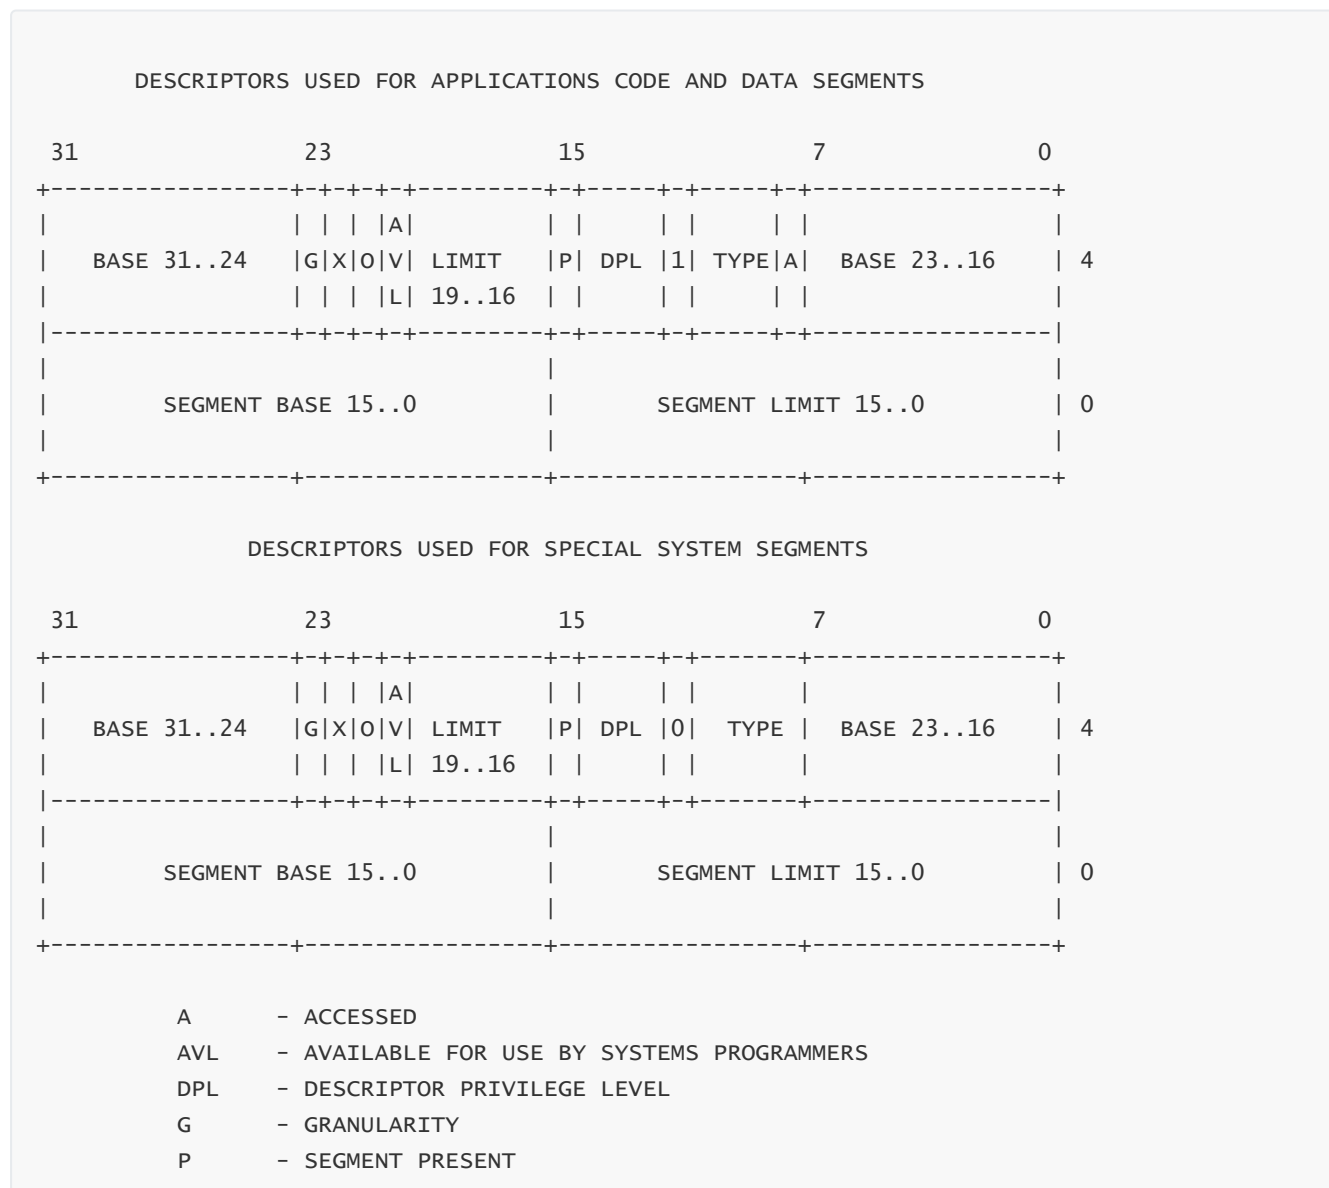 DESCRIPTORS USED FOR APPLICATIONS CODE AND DATA SEGMENTS
 31                23                15                7               0
+-----------------+-+-+-+-+---------+-+-----+-+-----+-+-----------------+
|                 | | | |A|         | |     | |     | |                 |
|   BASE 31..24   |G|X|O|V| LIMIT   |P| DPL |1| TYPE|A|  BASE 23..16    | 4
|                 | | | |L| 19..16  | |     | |     | |                 |
|-----------------+-+-+-+-+---------+-+-----+-+-----+-+-----------------|
|                                   |                                   |
|        SEGMENT BASE 15..0         |       SEGMENT LIMIT 15..0         | 0
|                                   |                                   |
+-----------------+-----------------+-----------------+-----------------+
DESCRIPTORS USED FOR SPECIAL SYSTEM SEGMENTS
 31                23                15                7               0
+-----------------+-+-+-+-+---------+-+-----+-+-------+-----------------+
|                 | | | |A|         | |     | |       |                 |
|   BASE 31..24   |G|X|O|V| LIMIT   |P| DPL |0|  TYPE |  BASE 23..16    | 4
|                 | | | |L| 19..16  | |     | |       |                 |
|-----------------+-+-+-+-+---------+-+-----+-+-------+-----------------|
|                                   |                                   |
|        SEGMENT BASE 15..0         |       SEGMENT LIMIT 15..0         | 0
|                                   |                                   |
+-----------------+-----------------+-----------------+-----------------+
A      - ACCESSED
AVL    - AVAILABLE FOR USE BY SYSTEMS PROGRAMMERS
DPL    - DESCRIPTOR PRIVILEGE LEVEL
G      - GRANULARITY
P      - SEGMENT PRESENT